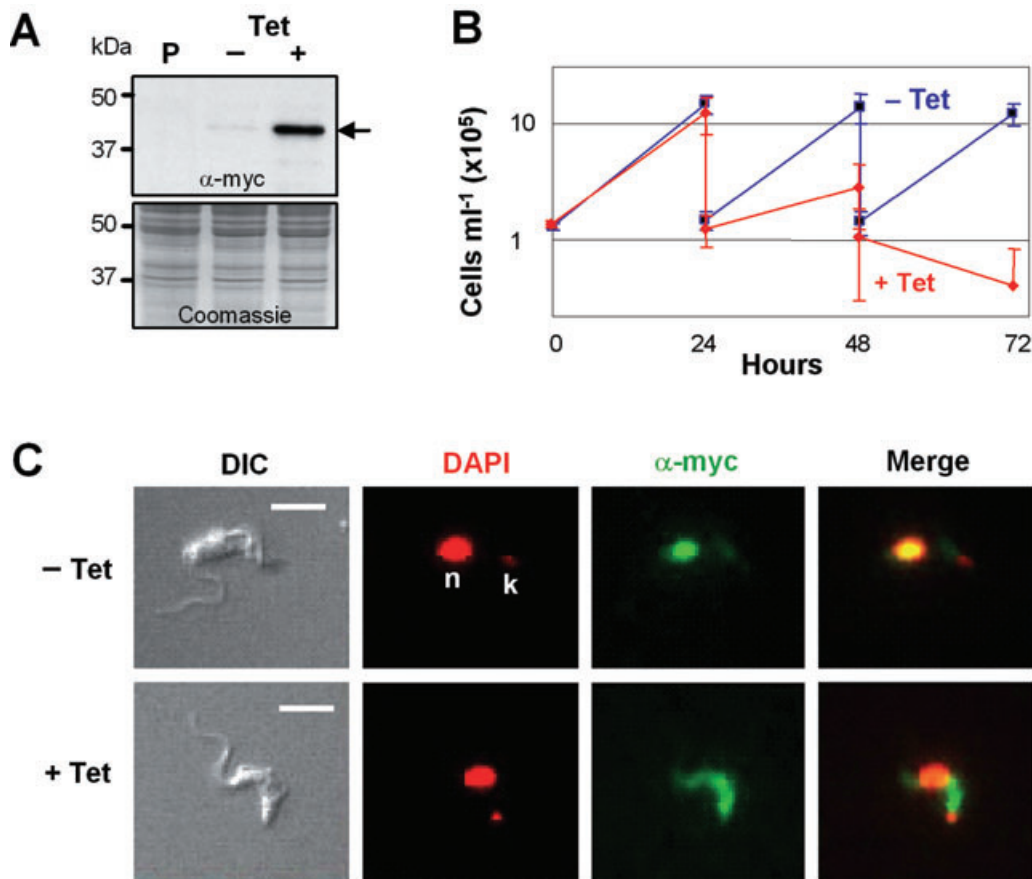 A
Tet
kDa P – +
50
37
α-myc
50
37
Coomassie
B
– Tet
10
1
+ Tet
Cells ml⁻¹ (x10⁵)
0 24 48 72
Hours
C
DIC DAPI α-myc Merge
– Tet
n k
+ Tet